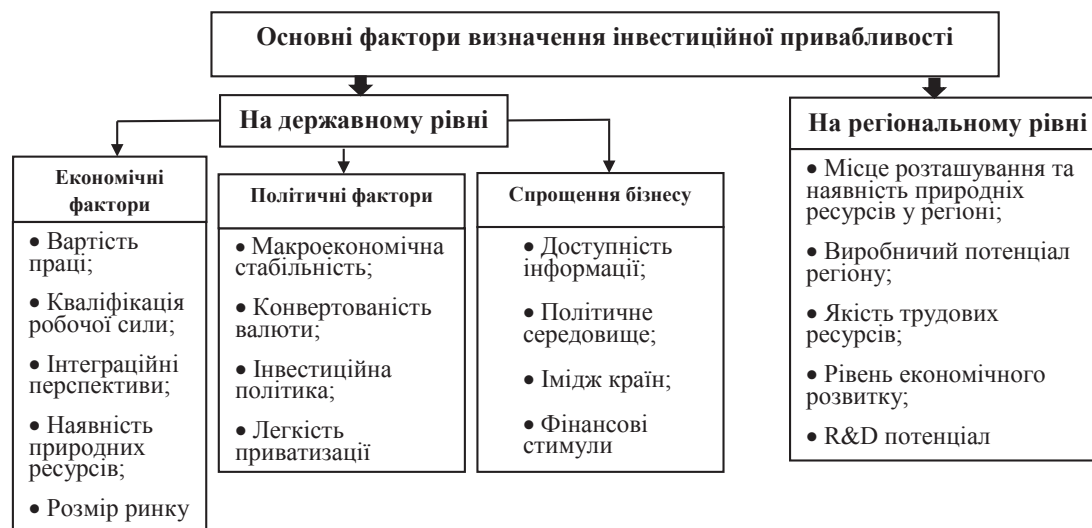 Основні фактори визначення інвестиційної привабливості
На державному рівні
На регіональному рівні
Економічні
фактори
• Вартість
праці;
• Кваліфікація
робочої сили;
• Інтеграційні
перспективи;
• Наявність
природних
ресурсів;
• Розмір ринку
Політичні фактори
• Макроекономічна
стабільність;
• Конвертованість
валюти;
• Інвестиційна
політика;
• Легкість
приватизації
Спрощення бізнесу
• Доступність
інформації;
• Політичне
середовище;
• Імідж країн;
• Фінансові
стимули
• Місце розташування та
наявність природніх
ресурсів у регіоні;
• Виробничий потенціал
регіону;
• Якість трудових
ресурсів;
• Рівень економічного
розвитку;
• R&D потенціал